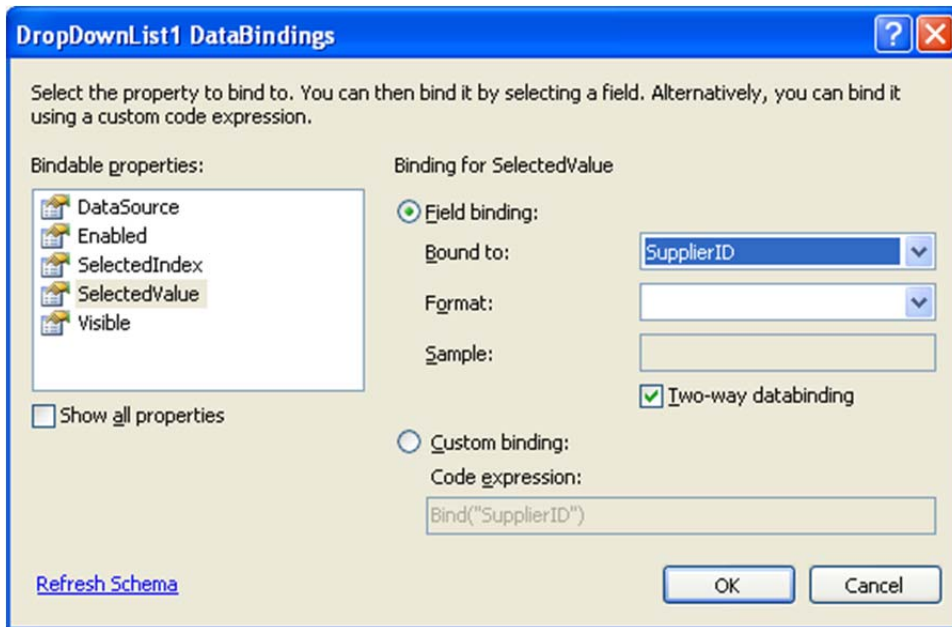 DropDownList1 DataBindings
Select the property to bind to. You can then bind it by selecting a field. Alternatively, you can bind it
using a custom code expression.
Bindable properties:
DataSource
Enabled
SelectedIndex
SelectedValue
Visible
Show all properties
Binding for SelectedValue
Field binding:
Bound to:
SupplierID
Format:
Sample:
Two-way databinding
Custom binding:
Code expression:
Bind("SupplierID")
Refresh Schema
OK
Cancel